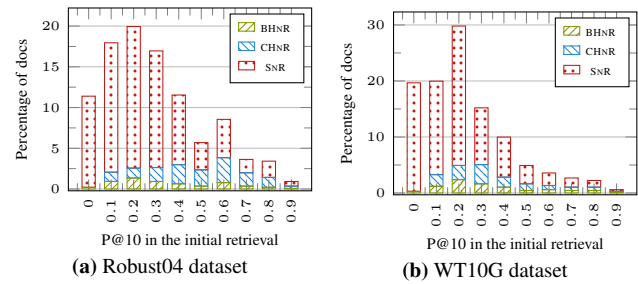 Percentage of docs
20
15
10
5
0
BHNR
CHNR
SNR
0 0.1 0.2 0.3 0.4 0.5 0.6 0.7 0.8 0.9
P@10 in the initial retrieval
(a) Robust04 dataset
Percentage of docs
30
20
10
0
BHNR
CHNR
SNR
0 0.1 0.2 0.3 0.4 0.5 0.6 0.7 0.8 0.9
P@10 in the initial retrieval
(b) WT10G dataset